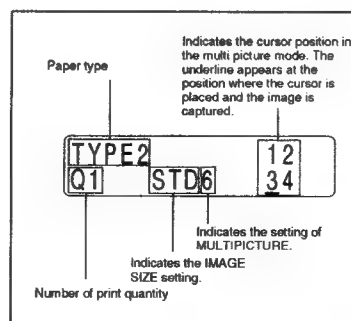 Indicates the cursor position in
the multi picture mode. The
underline appears at the
position where the cursor is
placed and the image is
captured.
Paper type
TYPE2 12
Q1 STD6 34
Indicates the setting of
MULTIPICTURE.
Indicates the IMAGE
SIZE setting.
Number of print quantity